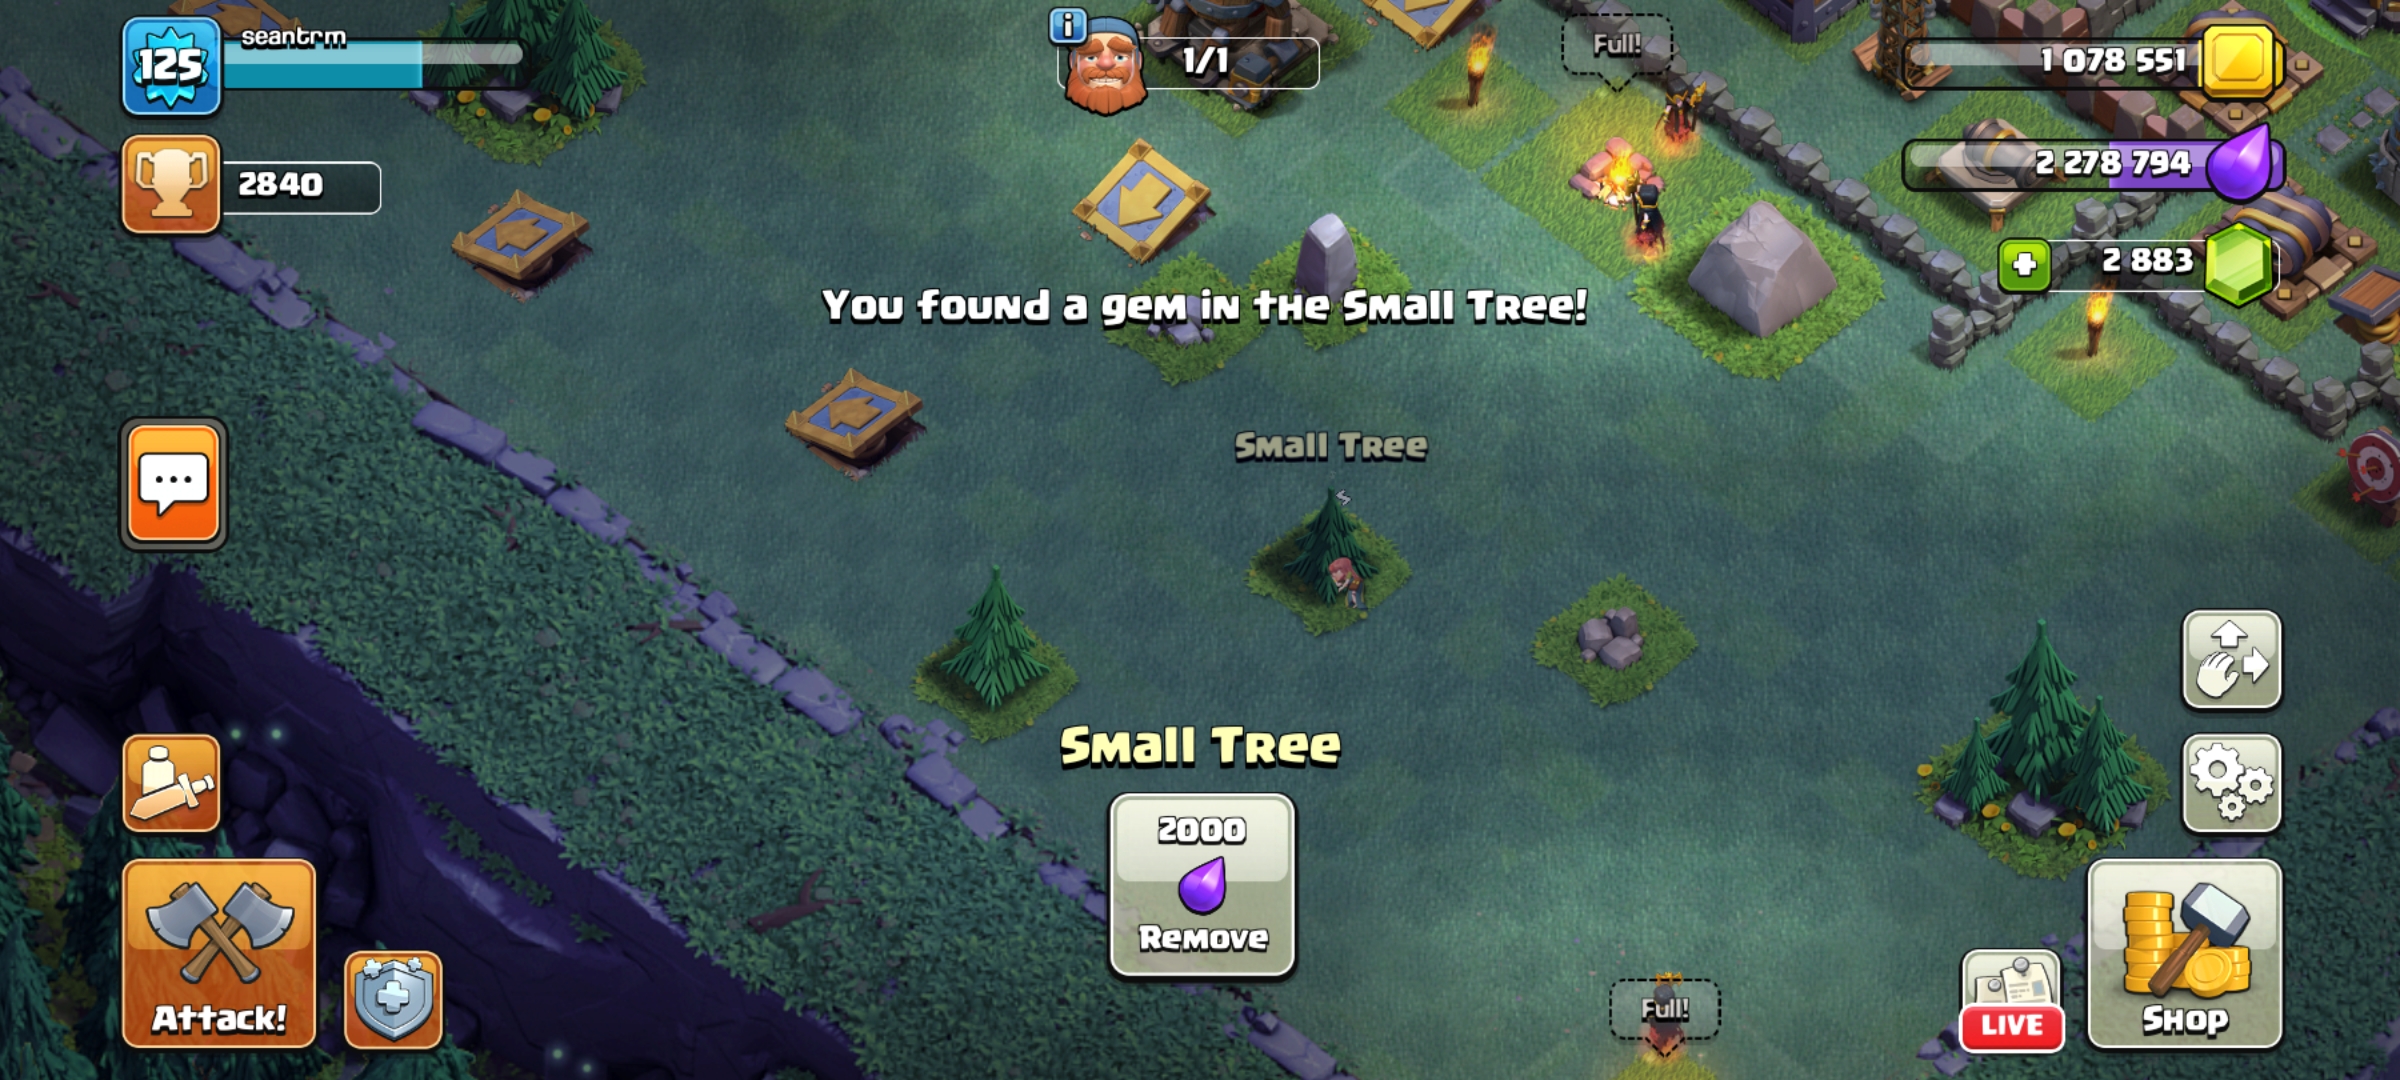 seantrm
125
1/1
Full!
1 078 551
2840
2 278 794
2 883
You found a gem in the Small Tree!
Small Tree
Small Tree
2000
Remove
Attack!
Full!
LIVE
Shop